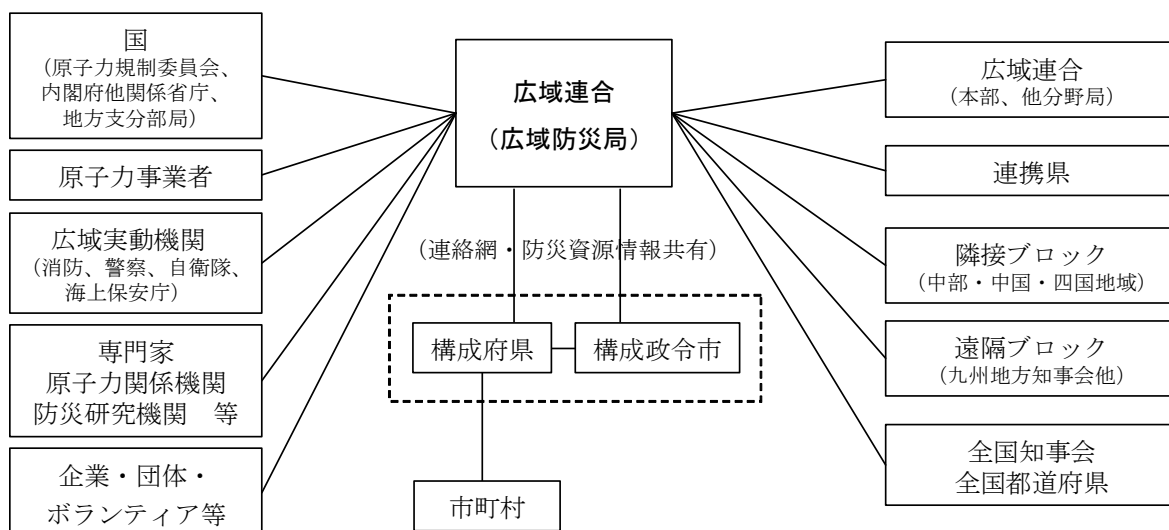 国
（原子力規制委員会、
内閣府他関係省庁、
地方支分部局）
原子力事業者
広域実動機関
（消防、警察、自衛隊、
海上保安庁）
専門家
原子力関係機関
防災研究機関　等
企業・団体・
ボランティア等
広域連合
（広域防災局）
（連絡網・防災資源情報共有）
構成府県
構成政令市
市町村
広域連合
（本部、他分野局）
連携県
隣接ブロック
（中部・中国・四国地域）
遠隔ブロック
（九州地方知事会他）
全国知事会
全国都道府県